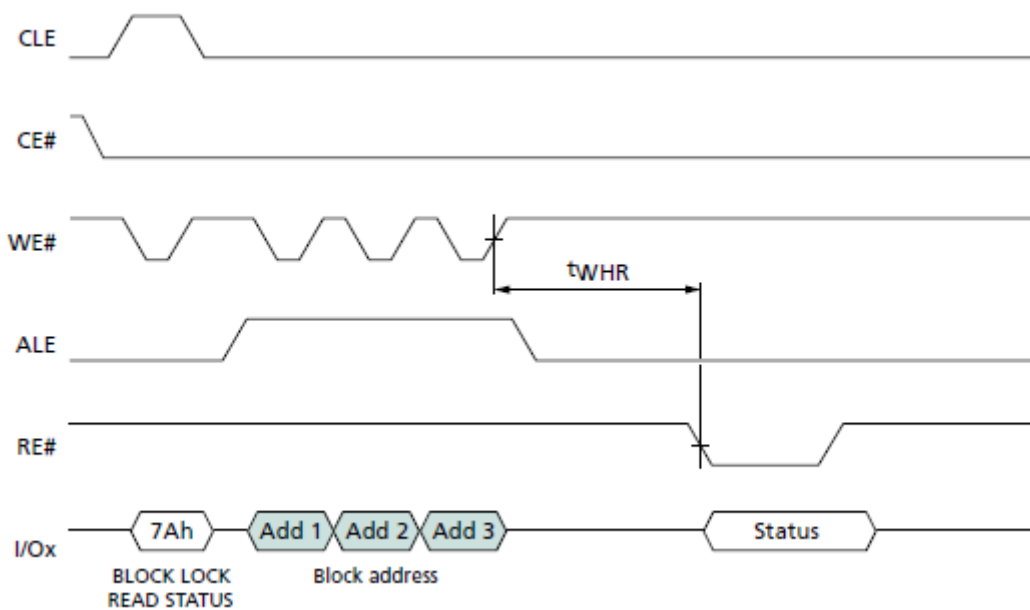 CLE
CE#
WE#
tWHR
ALE
RE#
I/Ox
7Ah
Add 1
Add 2
Add 3
Status
BLOCK LOCK
READ STATUS
Block address